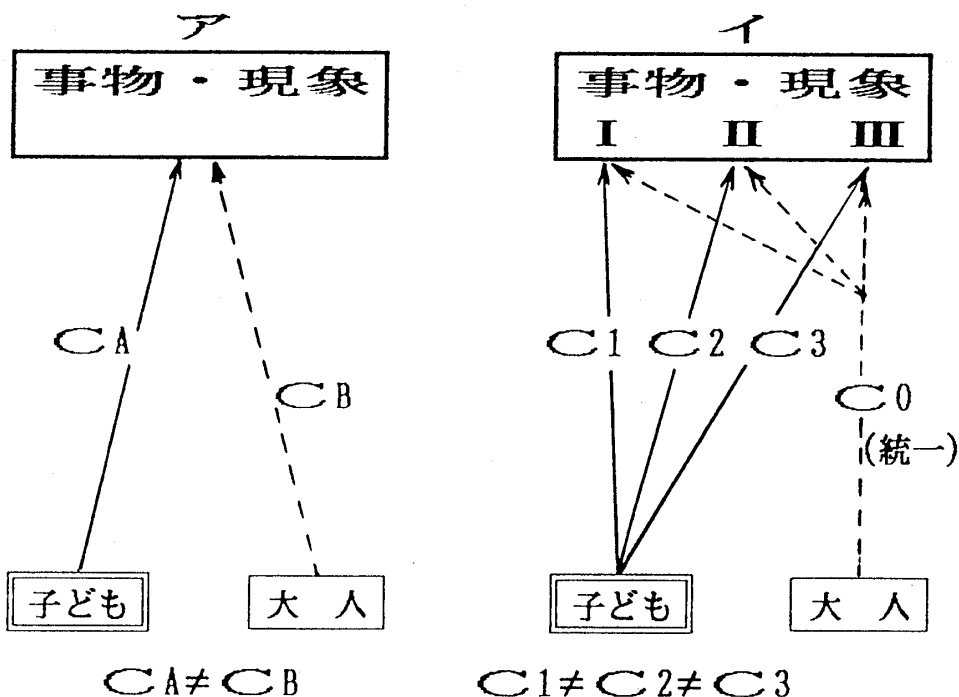 ア
事物・現象
CA
CB
子ども
大 人
CA≠CB
イ
事物・現象
I II III
C1 C2 C3
C0
(統一)
子ども
大 人
C1≠C2≠C3